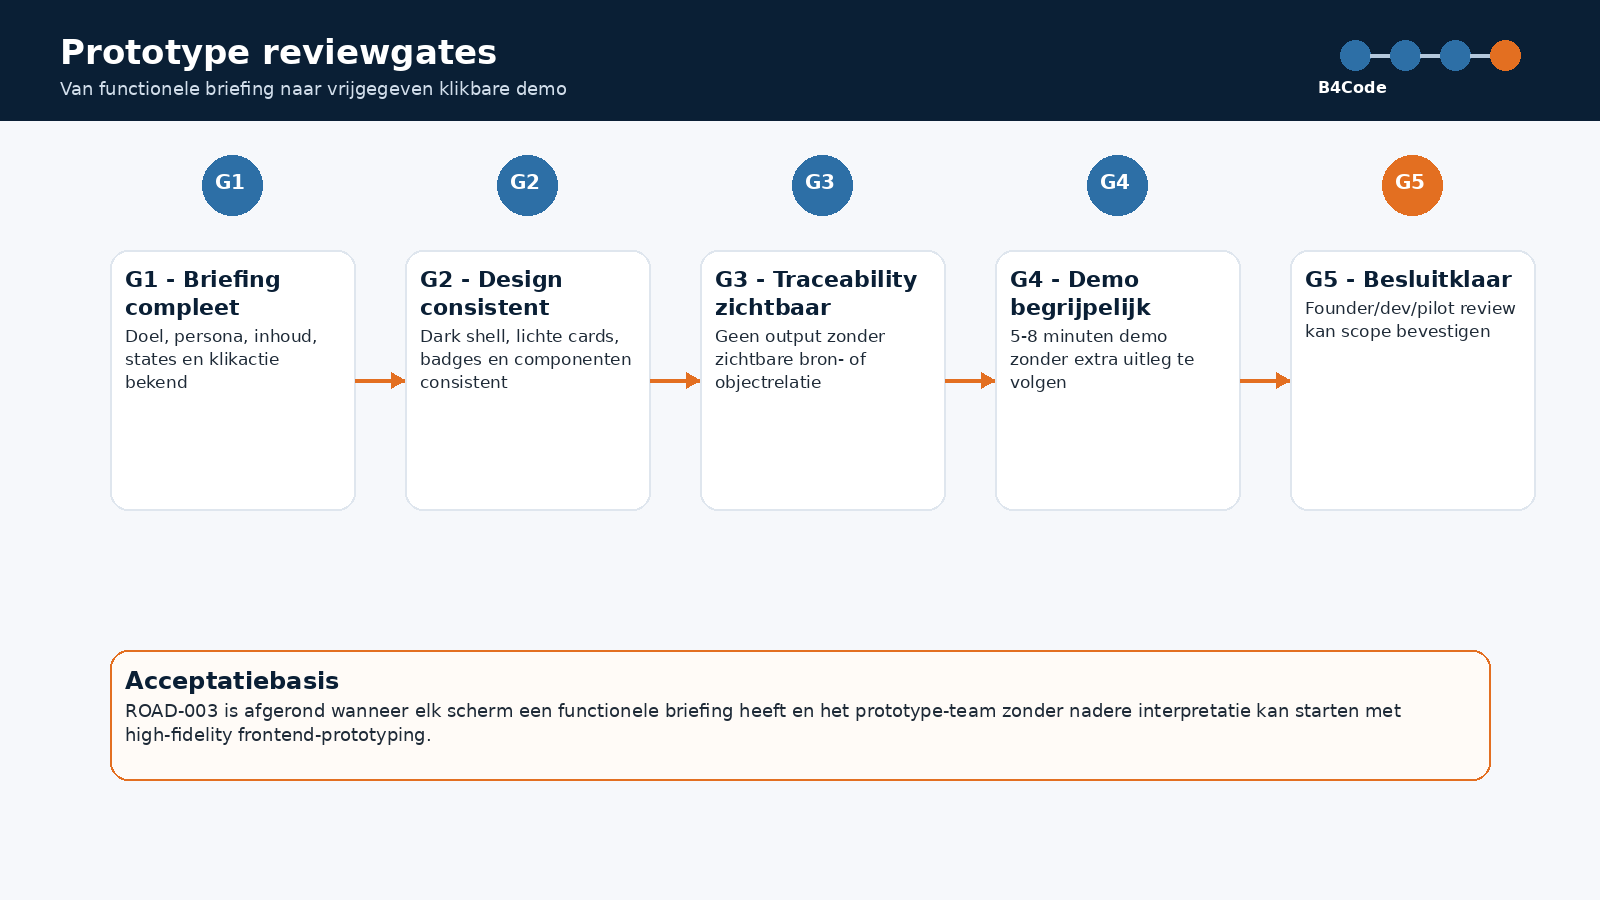 Prototype reviewgates
Van functionele briefing naar vrijgegeven klikbare demo
B4Code
G1
G2
G3
G4
G5
G1 - Briefing
compleet
Doel, persona, inhoud,
states en klikactie
bekend
G2 - Design
consistent
Dark shell, lichte cards,
badges en componenten
consistent
G3 - Traceability
zichtbaar
Geen output zonder
zichtbare bron- of
objectrelatie
G4 - Demo
begrijpelijk
5-8 minuten demo
zonder extra uitleg te
volgen
G5 - Besluitklaar
Founder/dev/pilot review
kan scope bevestigen
Acceptatiebasis
ROAD-003 is afgerond wanneer elk scherm een functionele briefing heeft en het prototype-team zonder nadere interpretatie kan starten met
high-fidelity frontend-prototyping.